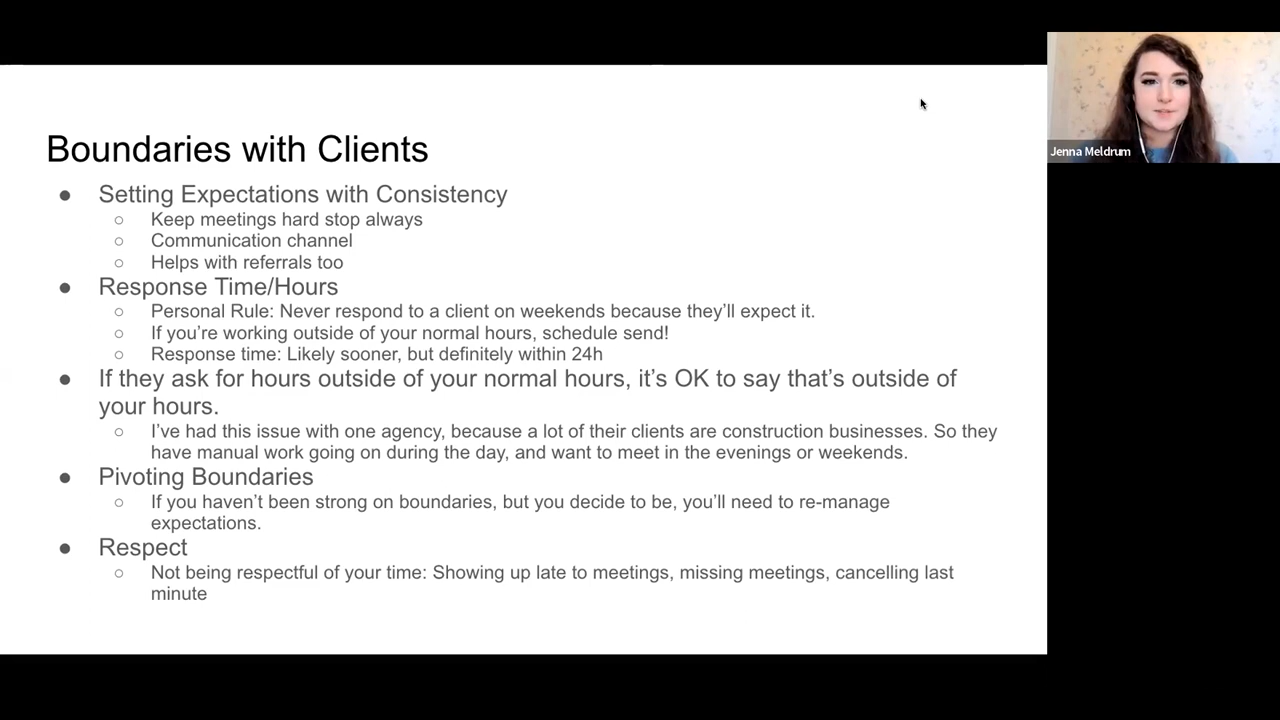 Boundaries with Clients
● Setting Expectations with Consistency
○ Keep meetings hard stop always
○ Communication channel
○ Helps with referrals too
● Response Time/Hours
○ Personal Rule: Never respond to a client on weekends because they’ll expect it.
○ If you’re working outside of your normal hours, schedule send!
○ Response time: Likely sooner, but definitely within 24h
● If they ask for hours outside of your normal hours, it’s OK to say that’s outside of
your hours.
○ I’ve had this issue with one agency, because a lot of their clients are construction businesses. So they
have manual work going on during the day, and want to meet in the evenings or weekends.
● Pivoting Boundaries
○ If you haven’t been strong on boundaries, but you decide to be, you’ll need to re-manage
expectations.
● Respect
○ Not being respectful of your time: Showing up late to meetings, missing meetings, cancelling last
minute
Jenna Meldrum